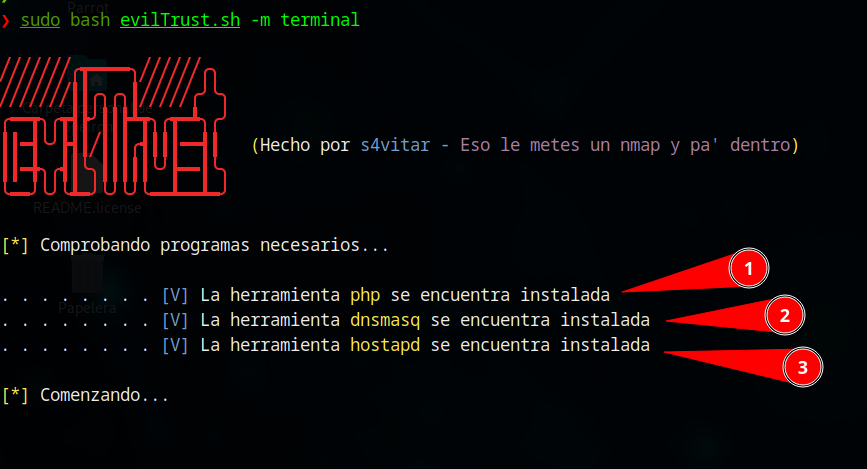 Parrot
❯ sudo bash evilTrust.sh -m terminal
(Hecho por s4vitar - Eso le metes un nmap y pa' dentro)
README.license
[*] Comprobando programas necesarios...
1
. . . . . . . . [V] La herramienta php se encuentra instalada
Papelera
2
. . . . . . . . [V] La herramienta dnsmasq se encuentra instalada
. . . . . . . . [V] La herramienta hostapd se encuentra instalada
3
[*] Comenzando...